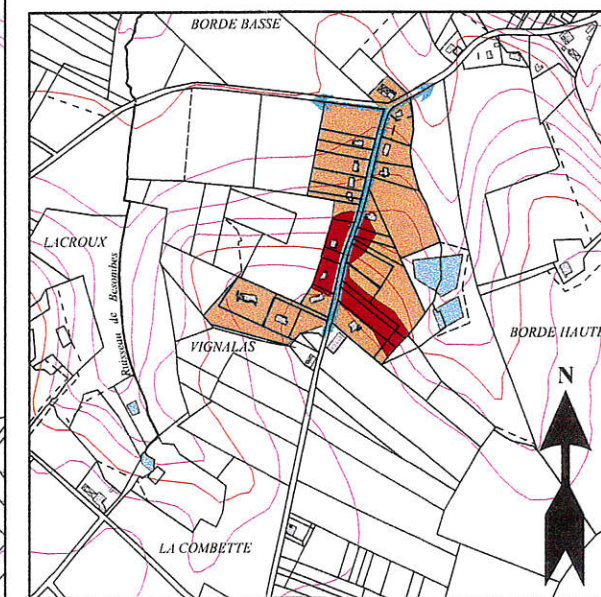 BORDE BASSE
LACROUX
Ruisseau de Besombes
BORDE HAUTE
VIGNALAS
N
LA COMBETTE